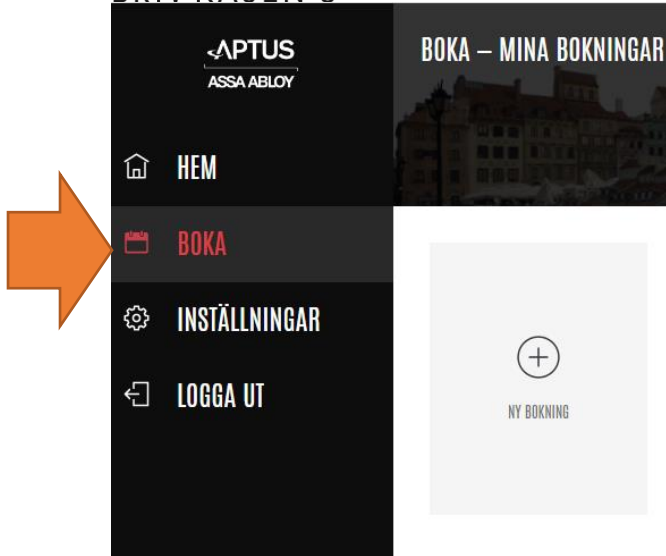 APTUS
ASSA ABLOY
BOKA – MINA BOKNINGAR
HEM
BOKA
INSTÄLLNINGAR
LOGGA UT
NY BOKNING